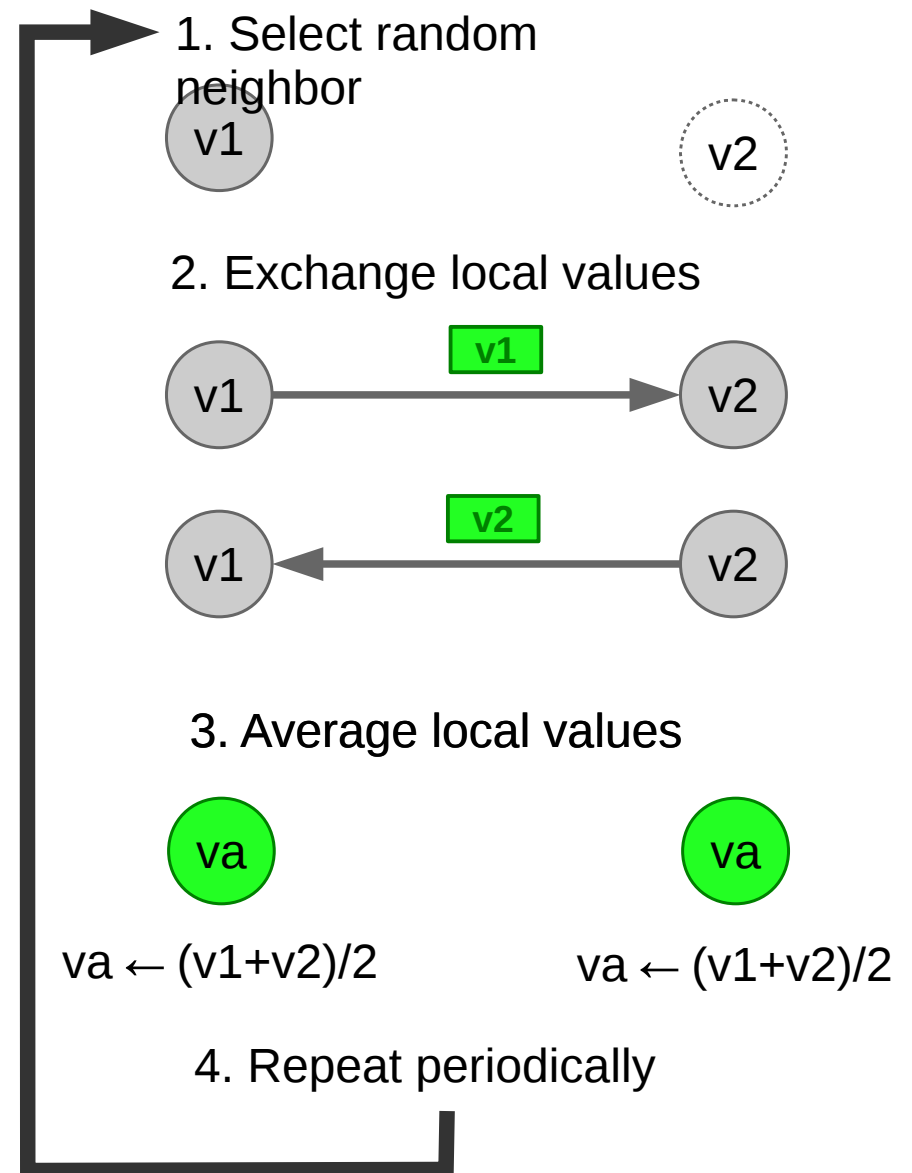 1. Select random
neighbor
v1
v2
2. Exchange local values
v1
v1
v2
v2
v1
v2
3. Average local values
va
va
va ← (v1+v2)/2
va ← (v1+v2)/2
4. Repeat periodically